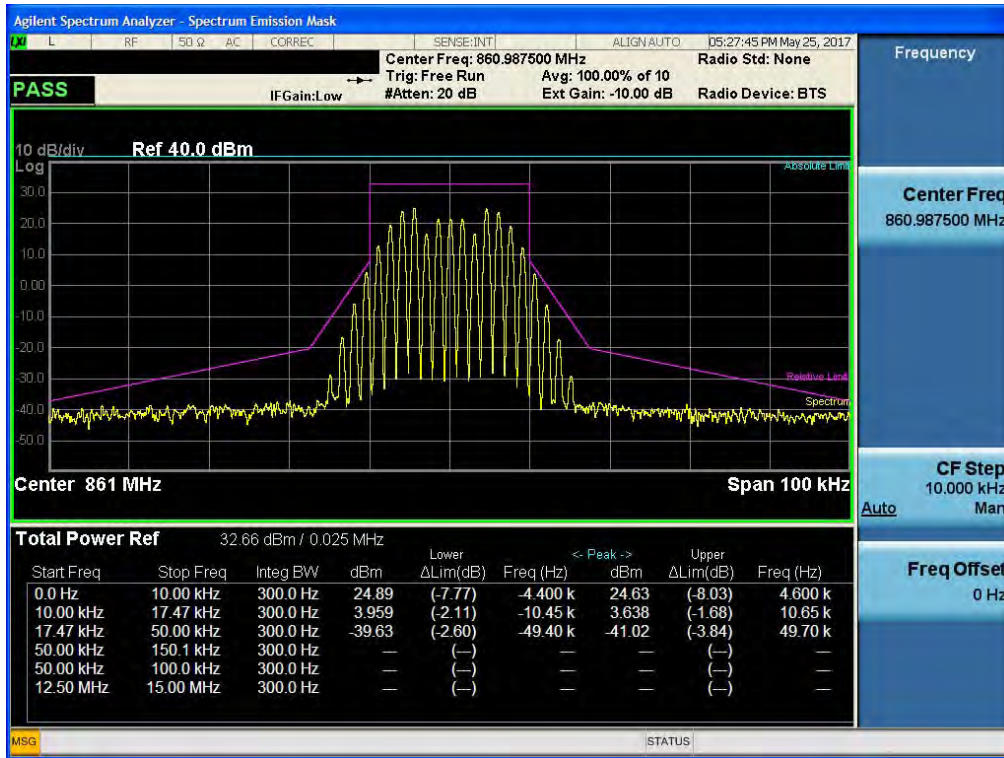 Agilent Spectrum Analyzer - Spectrum Emission Mask
LXI L RF 50 Ω AC CORREC SENSE:INT ALIGN AUTO 05:27:45 PM May 25, 2017
Center Freq: 860.987500 MHz Radio Std: None
Trig: Free Run Avg: 100.00% of 10
PASS IFGain:Low #Atten: 20 dB Ext Gain: -10.00 dB Radio Device: BTS
10 dB/div Ref 40.0 dBm
Log
Absolute Limit
30.0
20.0
10.0
0.00
-10.0
-20.0
-30.0
Relative Limit
Spectrum
-40.0
-50.0
Center 861 MHz Span 100 kHz
Total Power Ref 32.66 dBm / 0.025 MHz
Lower <- Peak -> Upper
Start Freq Stop Freq Integ BW dBm ΔLim(dB) Freq (Hz) dBm ΔLim(dB) Freq (Hz)
0.0 Hz 10.00 kHz 300.0 Hz 24.89 (-7.77) -4.400 k 24.63 (-8.03) 4.600 k
10.00 kHz 17.47 kHz 300.0 Hz 3.959 (-2.11) -10.45 k 3.638 (-1.68) 10.65 k
17.47 kHz 50.00 kHz 300.0 Hz -39.63 (-2.60) -49.40 k -41.02 (-3.84) 49.70 k
50.00 kHz 150.1 kHz 300.0 Hz --- (---) --- --- (---) ---
50.00 kHz 100.0 kHz 300.0 Hz --- (---) --- --- (---) ---
12.50 MHz 15.00 MHz 300.0 Hz --- (---) --- --- (---) ---
MSG STATUS
Frequency
Center Freq
860.987500 MHz
CF Step
10.000 kHz
Auto Man
Freq Offset
0 Hz